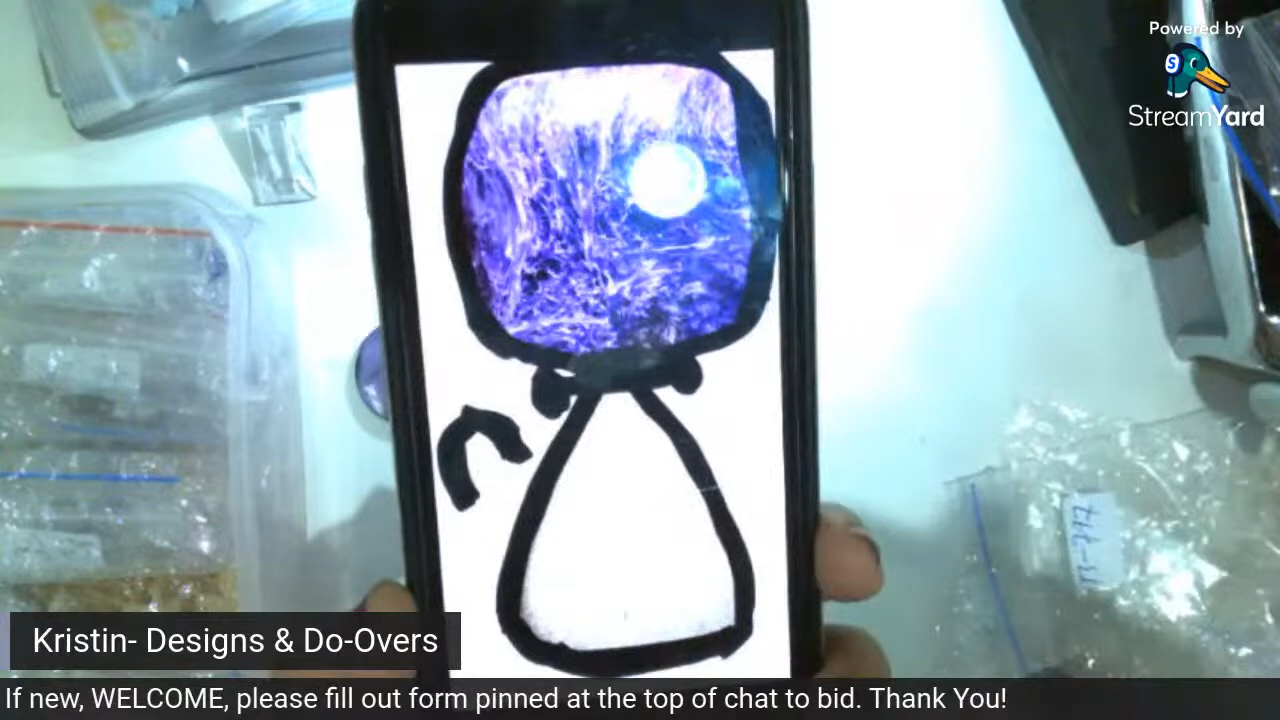 Powered by
StreamYard
Kristin- Designs & Do-Overs
If new, WELCOME, please fill out form pinned at the top of chat to bid. Thank You!